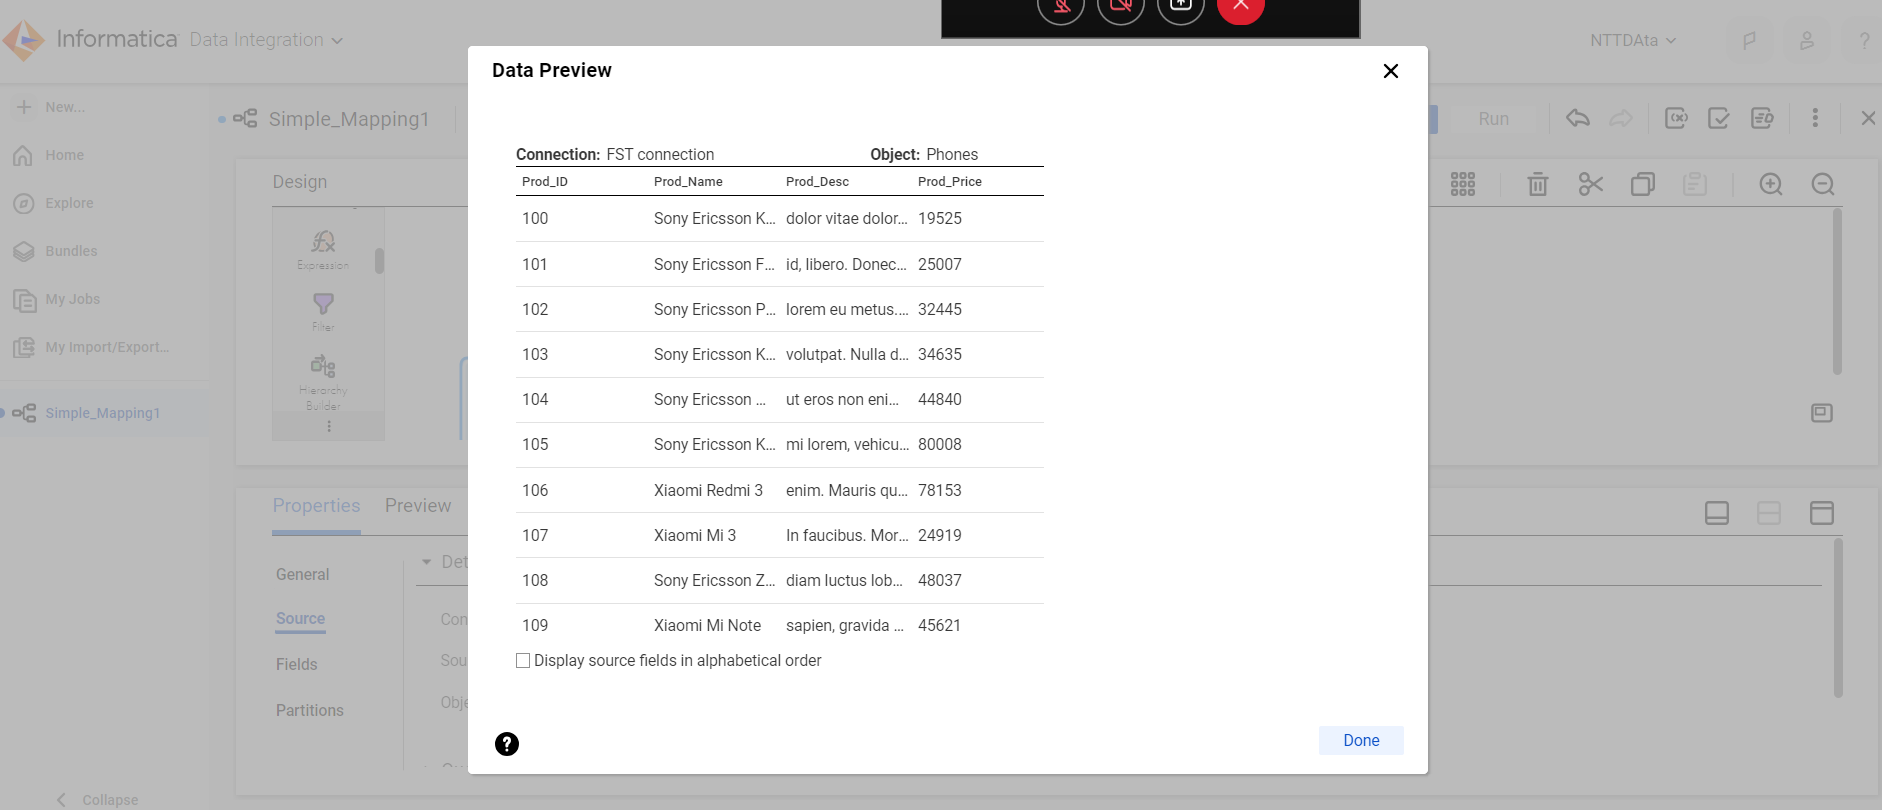 Informatica Data Integration
NTTDAta
?
Data Preview
New...
Home
Explore
Bundles
My Jobs
My Import/Export...
Simple_Mapping1
Collapse
Simple_Mapping1
Run
Design
Expression
Filter
Hierarchy
Builder
Properties Preview
General
Source
Fields
Partitions
Det
Con
Sou
Obje
Connection: FST connection Object: Phones
Prod_ID Prod_Name Prod_Desc Prod_Price
100 Sony Ericsson K... dolor vitae dolor... 19525
101 Sony Ericsson F... id, libero. Donec... 25007
102 Sony Ericsson P... lorem eu metus.... 32445
103 Sony Ericsson K... volutpat. Nulla d... 34635
104 Sony Ericsson ... ut eros non eni... 44840
105 Sony Ericsson K... mi lorem, vehicu... 80008
106 Xiaomi Redmi 3 enim. Mauris qu... 78153
107 Xiaomi Mi 3 In faucibus. Mor... 24919
108 Sony Ericsson Z... diam luctus lob... 48037
109 Xiaomi Mi Note sapien, gravida ... 45621
Display source fields in alphabetical order
?
Done